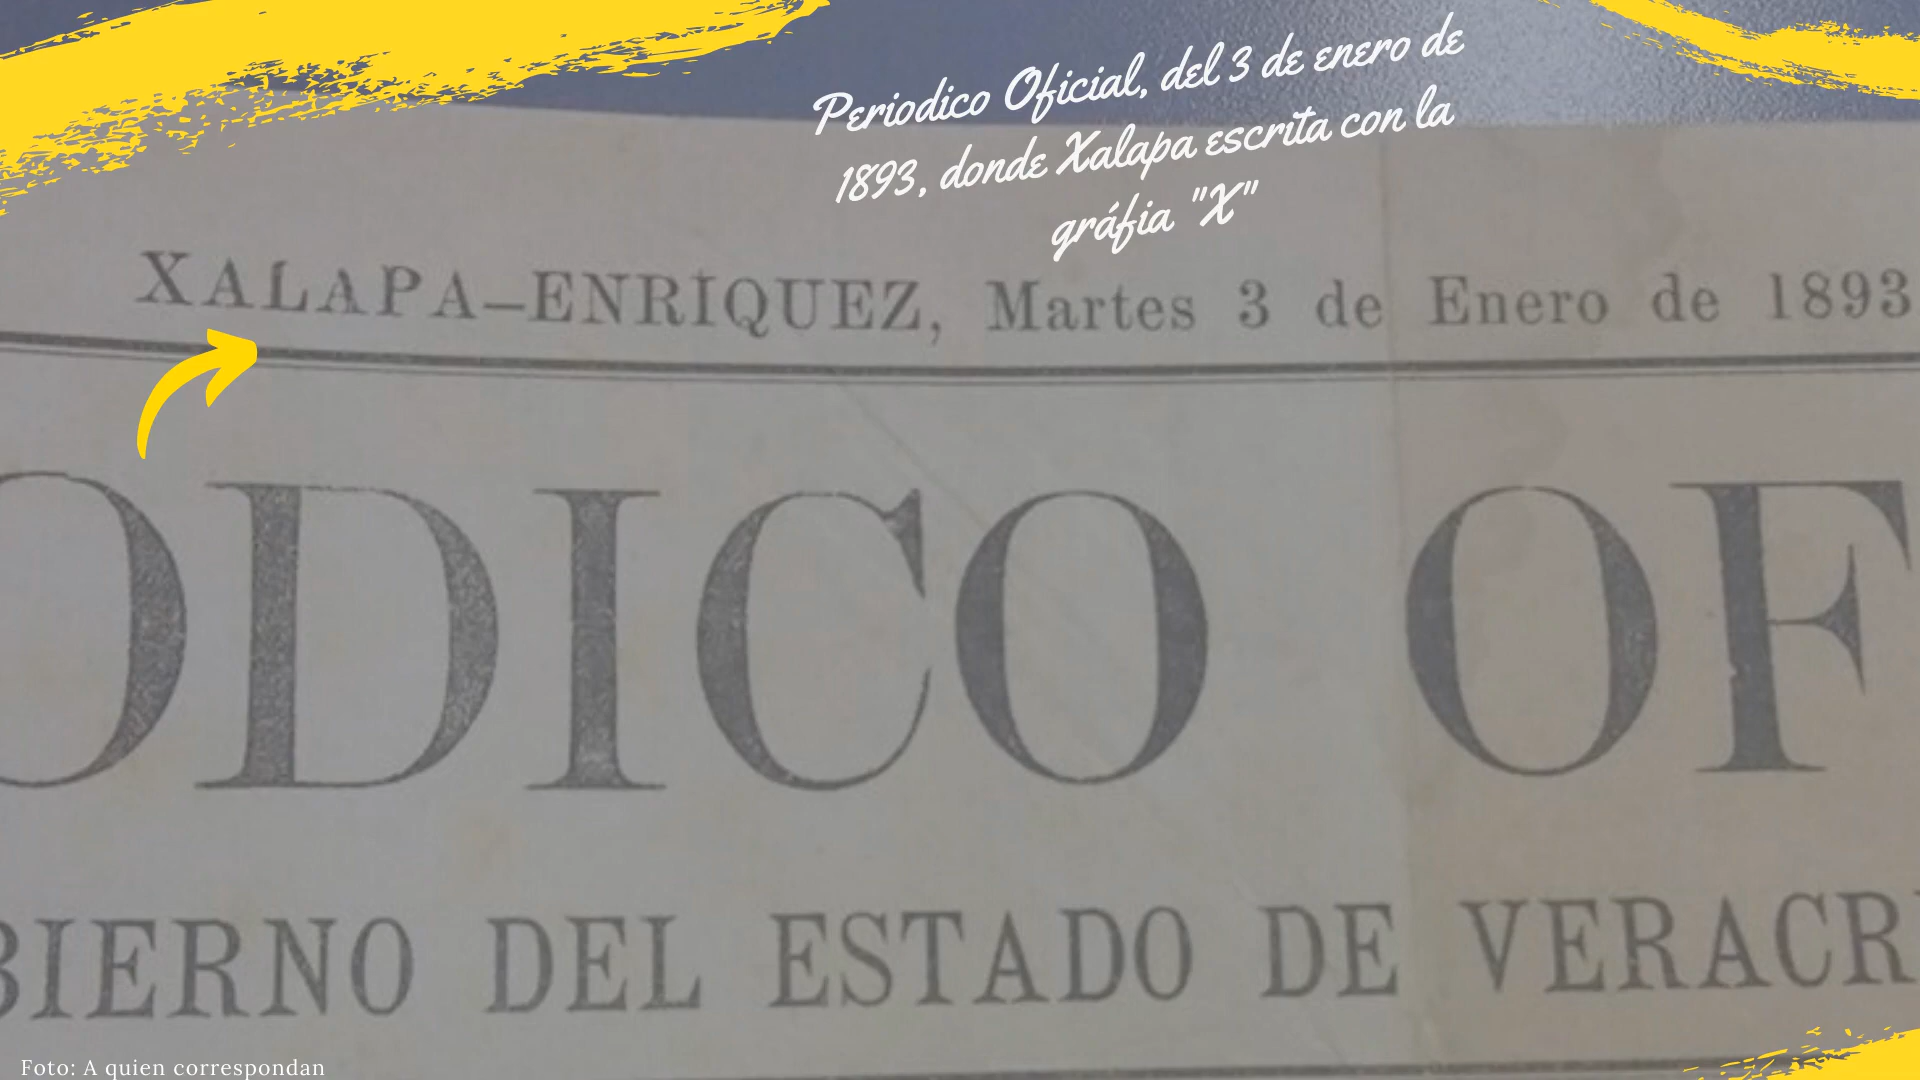 Periodico Oficial, del 3 de enero de
1893, donde Xalapa escrita con la
gráfia "X"
XALAPA-ENRIQUEZ, Martes 3 de Enero de 1893
ODICO OF
BIERNO DEL ESTADO DE VERACR
Foto: A quien correspondan